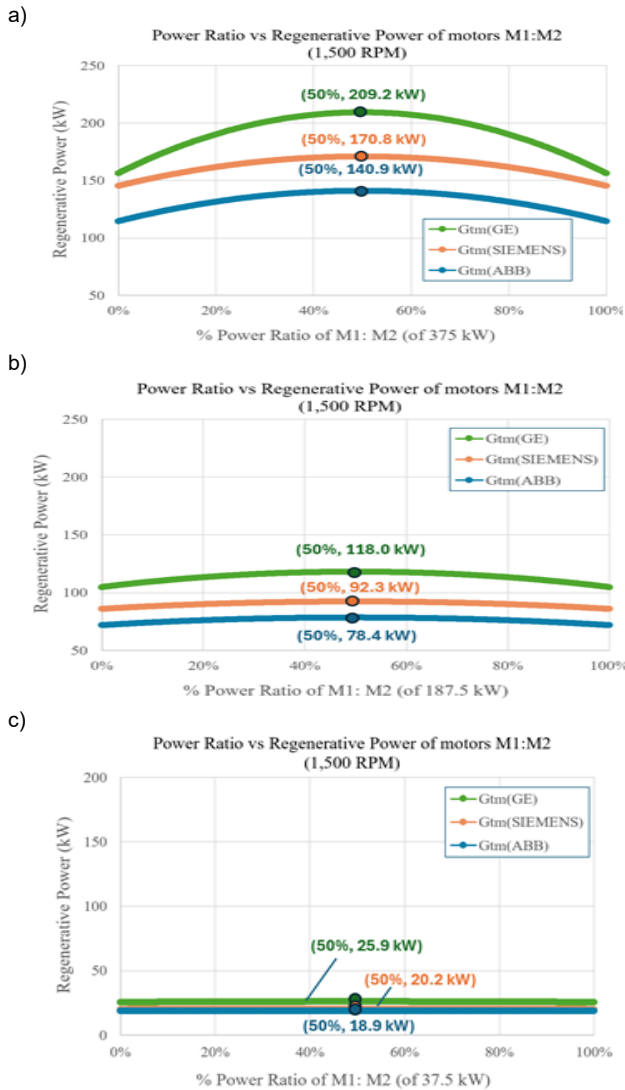 a)
Power Ratio vs Regenerative Power of motors M1:M2
(1,500 RPM)
250
200
150
100
50
Regenerative Power (kW)
(50%, 209.2 kW)
(50%, 170.8 kW)
(50%, 140.9 kW)
Gtm(GE)
Gtm(SIEMENS)
Gtm(ABB)
0% 20% 40% 60% 80% 100%
% Power Ratio of M1: M2 (of 375 kW)
b)
Power Ratio vs Regenerative Power of motors M1:M2
(1,500 RPM)
250
200
150
100
50
Regenerative Power (kW)
Gtm(GE)
Gtm(SIEMENS)
Gtm(ABB)
(50%, 118.0 kW)
(50%, 92.3 kW)
(50%, 78.4 kW)
0% 20% 40% 60% 80% 100%
% Power Ratio of M1: M2 (of 187.5 kW)
c)
Power Ratio vs Regenerative Power of motors M1:M2
(1,500 RPM)
200
150
100
50
0
Regenerative Power (kW)
Gtm(GE)
Gtm(SIEMENS)
Gtm(ABB)
(50%, 25.9 kW)
(50%, 20.2 kW)
(50%, 18.9 kW)
0% 20% 40% 60% 80% 100%
% Power Ratio of M1: M2 (of 37.5 kW)